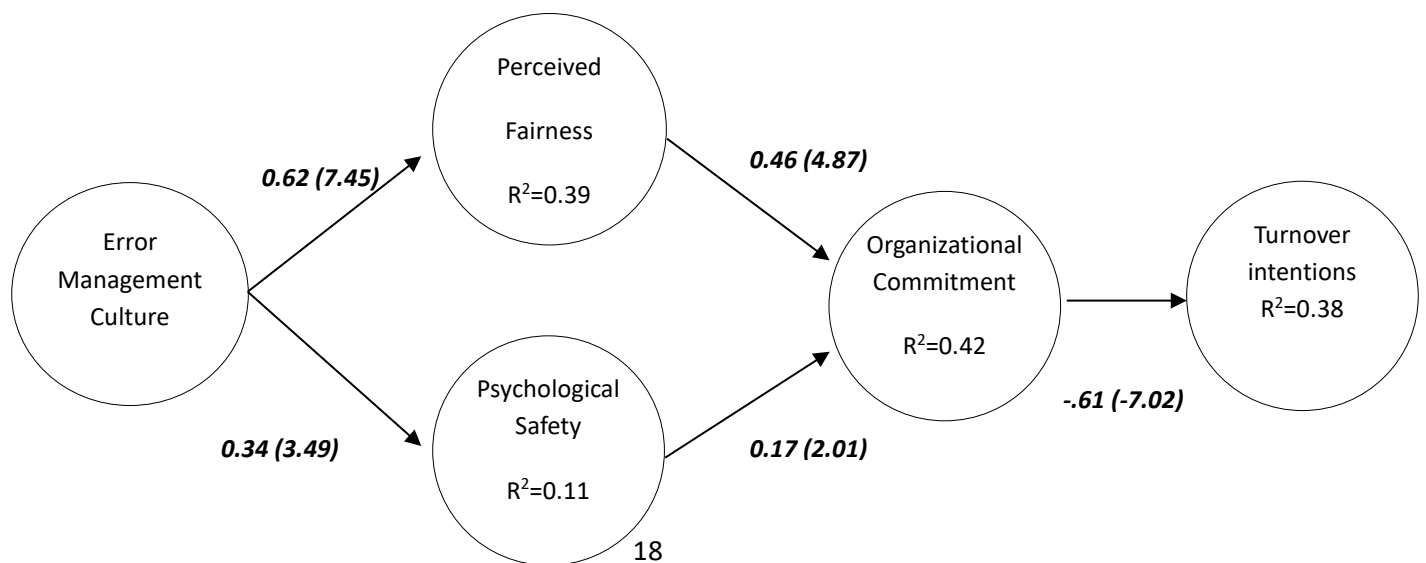 Perceived
Fairness
R²=0.39
0.62 (7.45)
0.46 (4.87)
Error
Management
Culture
Organizational
Commitment
R²=0.42
Turnover
intentions
R²=0.38
Psychological
Safety
R²=0.11
0.34 (3.49)
0.17 (2.01)
-.61 (-7.02)
18